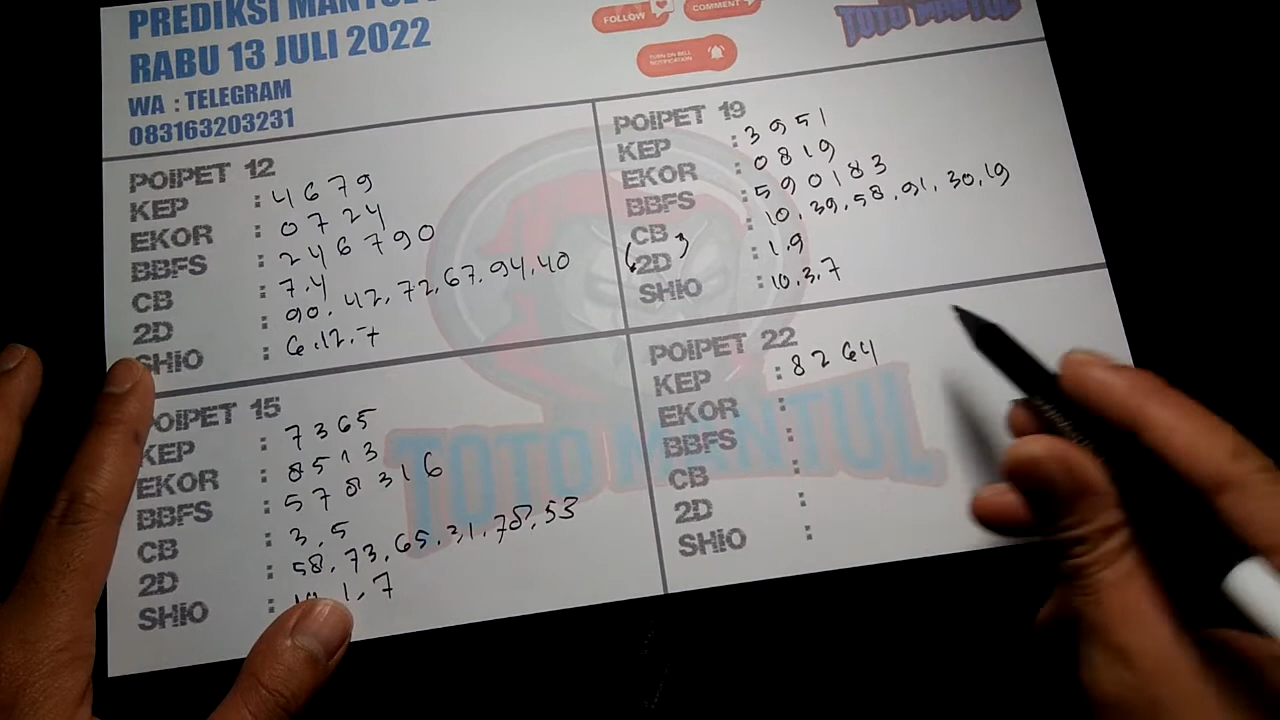 PREDIKSI MANTUL
RABU 13 JULI 2022
WA : TELEGRAM
083163203231
FOLLOW
COMMENT
TURN ON BELL
NOTIFICATION
TOTO MANTUL
POIPET 12
KEP : 4679
EKOR : 0724
BBFS : 246790
CB : 7.4
2D : 90.42.72.67.94.40
SHIO : 6.12.7
POIPET 19
KEP : 3951
EKOR : 0819
BBFS : 590183
CB : 10.39.58.91.30.19
2D : 1.9
SHIO : 10.3.7
POIPET 15
KEP : 7365
EKOR : 8513
BBFS : 578316
CB : 3.5
2D : 58.73.65.31.78.53
SHIO : 1.7
POIPET 22
KEP : 8264
EKOR :
BBFS :
CB :
2D :
SHIO :
TOTO MANTUL